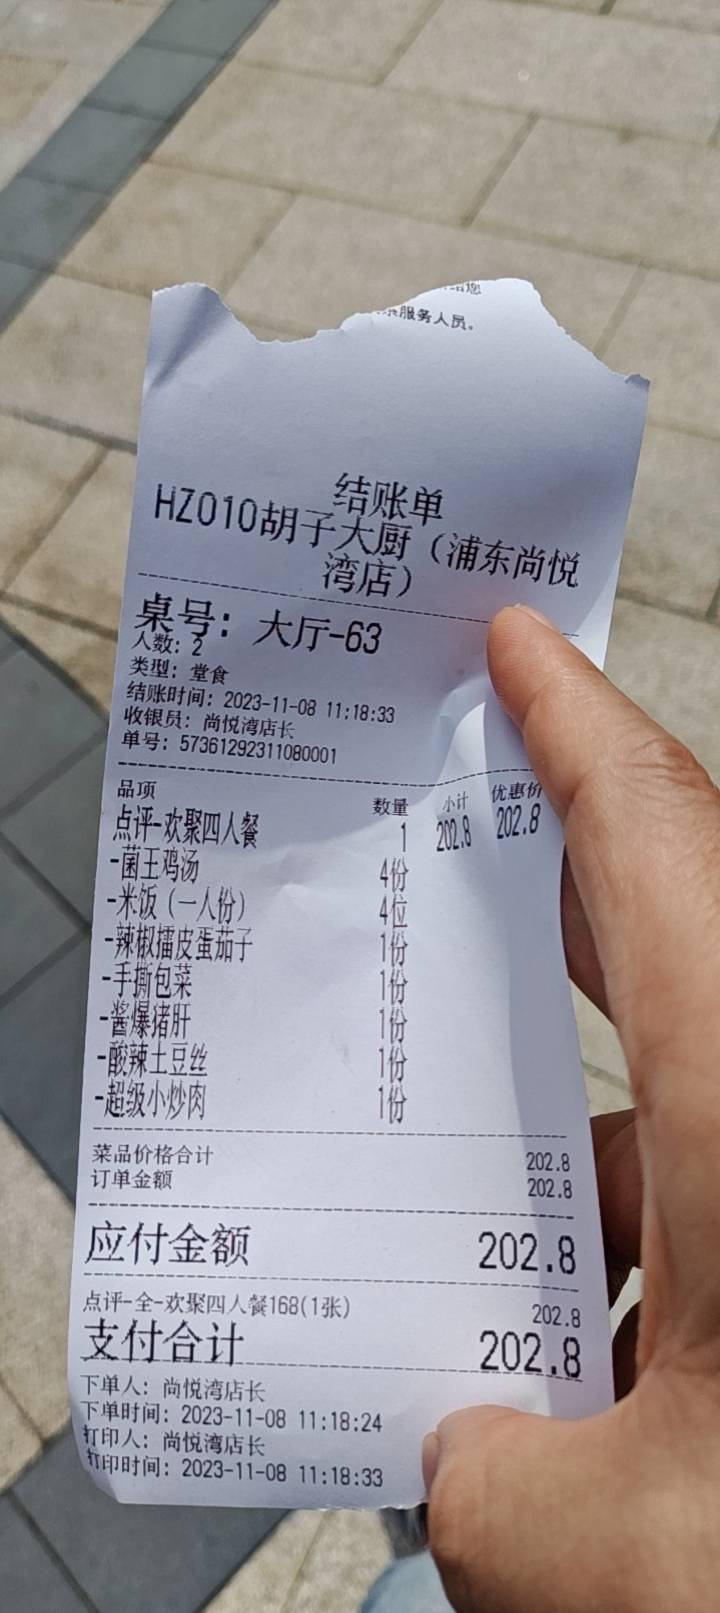 服务人员。
结账单
HZ010胡子大厨（浦东尚悦
湾店）
桌号：大厅-63
人数：2
类型：堂食
结账时间：2023-11-08 11:18:33
收银员：尚悦湾店长
单号：57361292311080001
品项 数量 小计 优惠价
点评-欢聚四人餐 1 202.8 202.8
-菌王鸡汤 4份
-米饭（一人份） 4位
-辣椒擂皮蛋茄子 1份
-手撕包菜 1份
-酱爆猪肝 1份
-酸辣土豆丝 1份
-超级小炒肉 1份
菜品价格合计 202.8
订单金额 202.8
应付金额 202.8
点评-全-欢聚四人餐168(1张) 202.8
支付合计 202.8
下单人：尚悦湾店长
下单时间：2023-11-08 11:18:24
打印人：尚悦湾店长
打印时间：2023-11-08 11:18:33